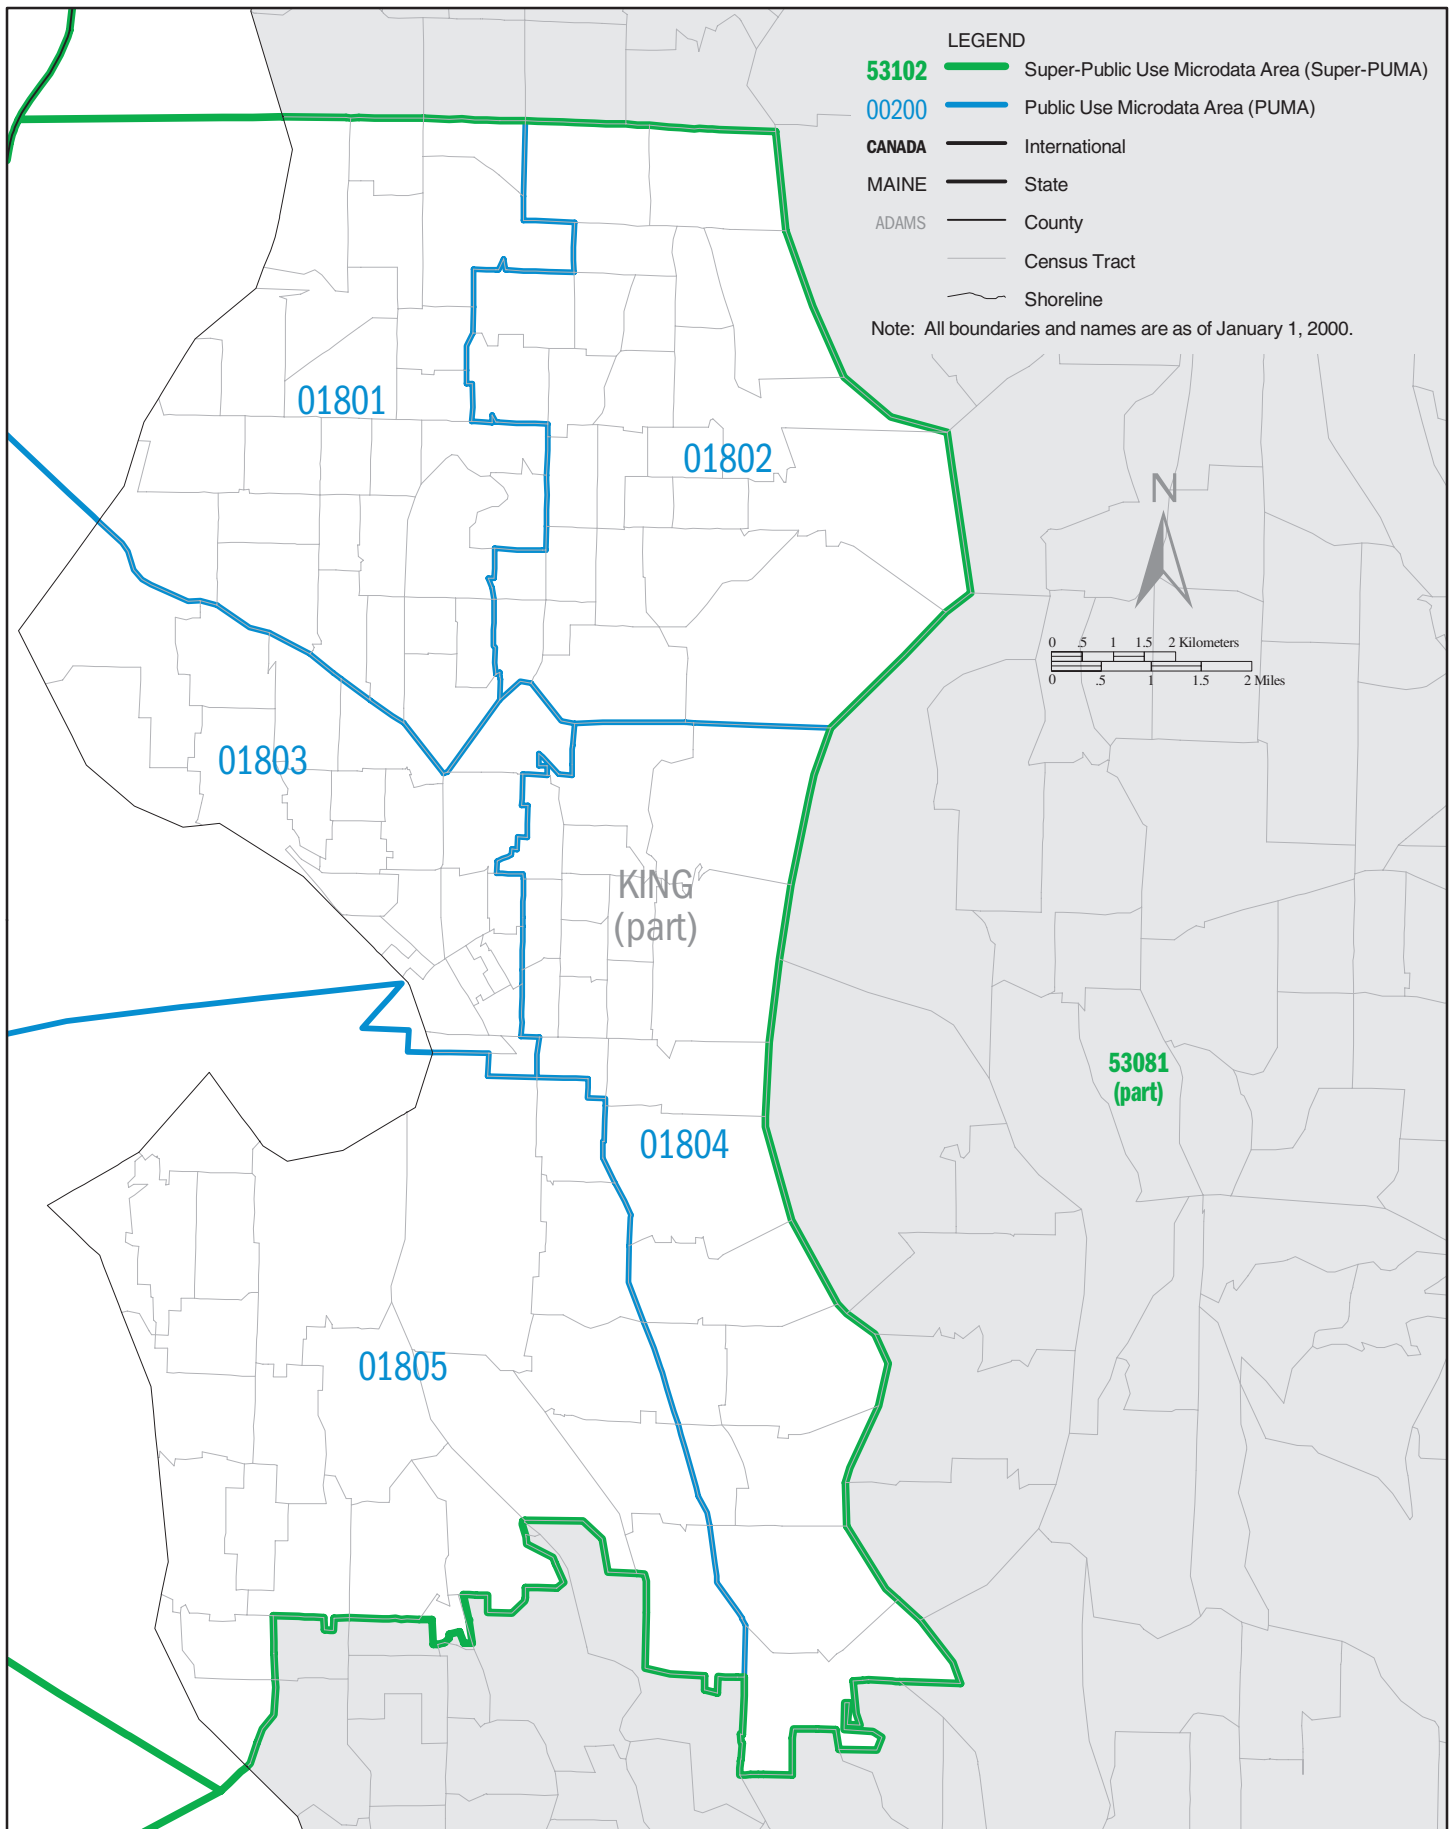 LEGEND
53102 Super-Public Use Microdata Area (Super-PUMA)
00200 Public Use Microdata Area (PUMA)
CANADA International
MAINE State
ADAMS County
Census Tract
Shoreline
Note: All boundaries and names are as of January 1, 2000.
01801
01802
N
0 .5 1 1.5 2 Kilometers
0 .5 1 1.5 2 Miles
01803
KING
(part)
53081
(part)
01804
01805